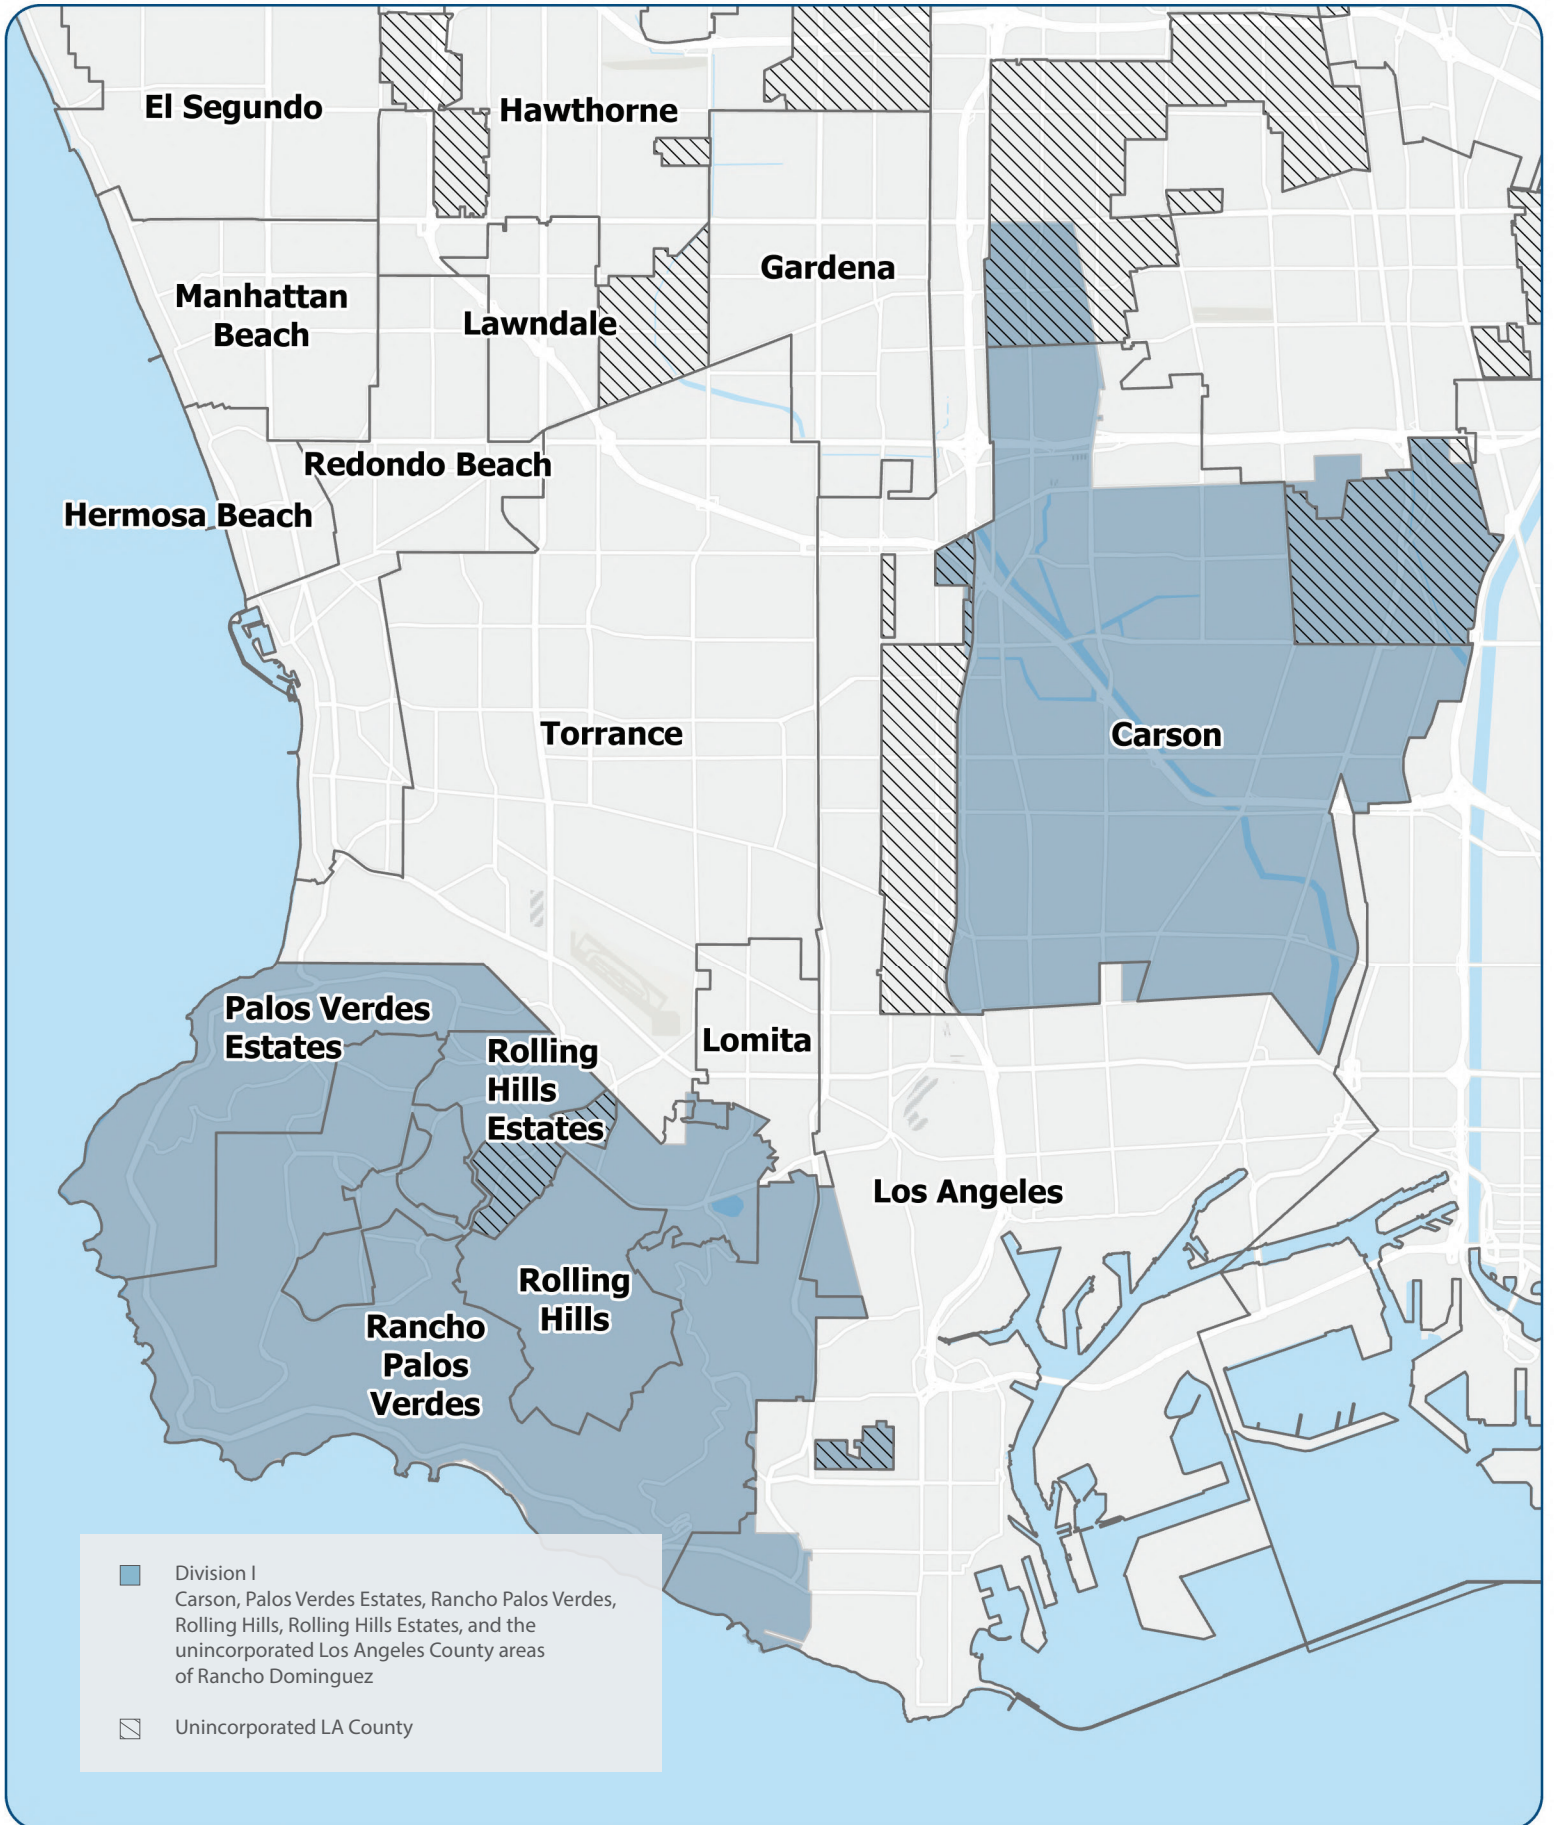 El Segundo
Hawthorne
Gardena
Manhattan
Beach
Lawndale
Redondo Beach
Hermosa Beach
Torrance
Carson
Palos Verdes
Estates
Rolling
Hills
Estates
Lomita
Los Angeles
Rolling
Hills
Rancho
Palos
Verdes
Division I
Carson, Palos Verdes Estates, Rancho Palos Verdes,
Rolling Hills, Rolling Hills Estates, and the
unincorporated Los Angeles County areas
of Rancho Dominguez
Unincorporated LA County